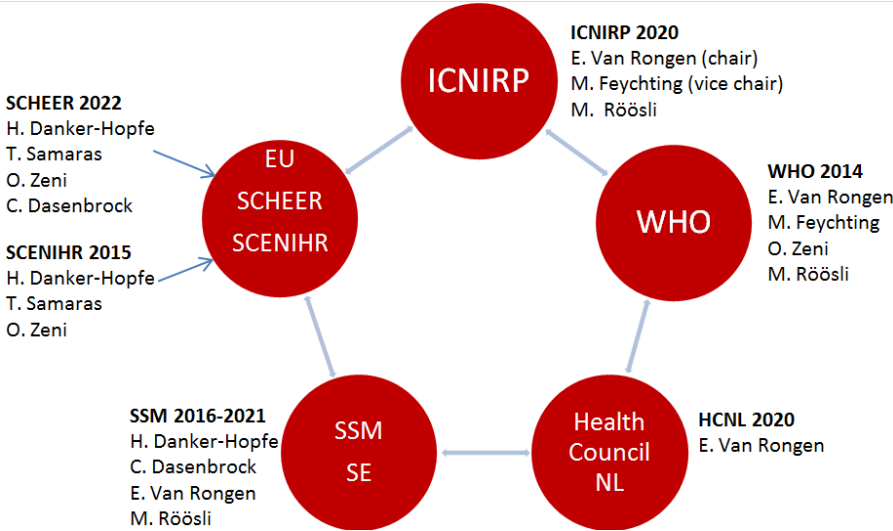 ICNIRP
ICNIRP 2020
E. Van Rongen (chair)
M. Feychting (vice chair)
M. Röösli
SCHEER 2022
H. Danker-Hopfe
T. Samaras
O. Zeni
C. Dasenbrock
EU
SCHEER
SCENIHR
SCENIHR 2015
H. Danker-Hopfe
T. Samaras
O. Zeni
WHO
WHO 2014
E. Van Rongen
M. Feychting
O. Zeni
M. Röösli
SSM 2016-2021
H. Danker-Hopfe
C. Dasenbrock
E. Van Rongen
M. Röösli
SSM
SE
Health
Council
NL
HCNL 2020
E. Van Rongen